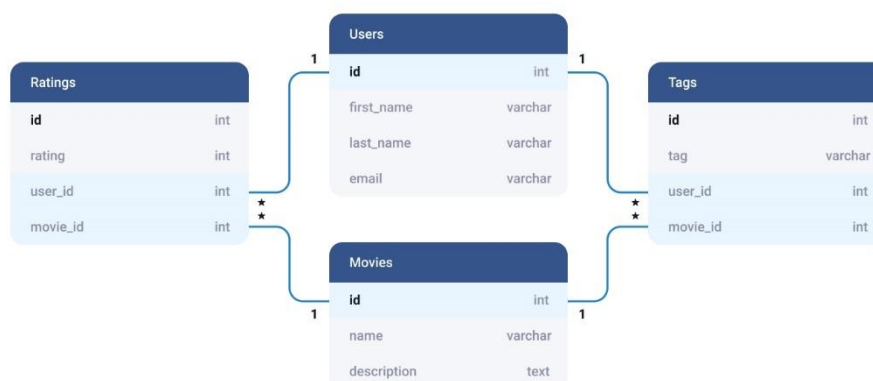 Users
1
id int
1
first_name varchar
last_name varchar
email varchar
Ratings
id int
rating int
user_id int
★
★
movie_id int
Tags
id int
tag varchar
user_id int
★
★
movie_id int
Movies
1
id int
1
name varchar
description text